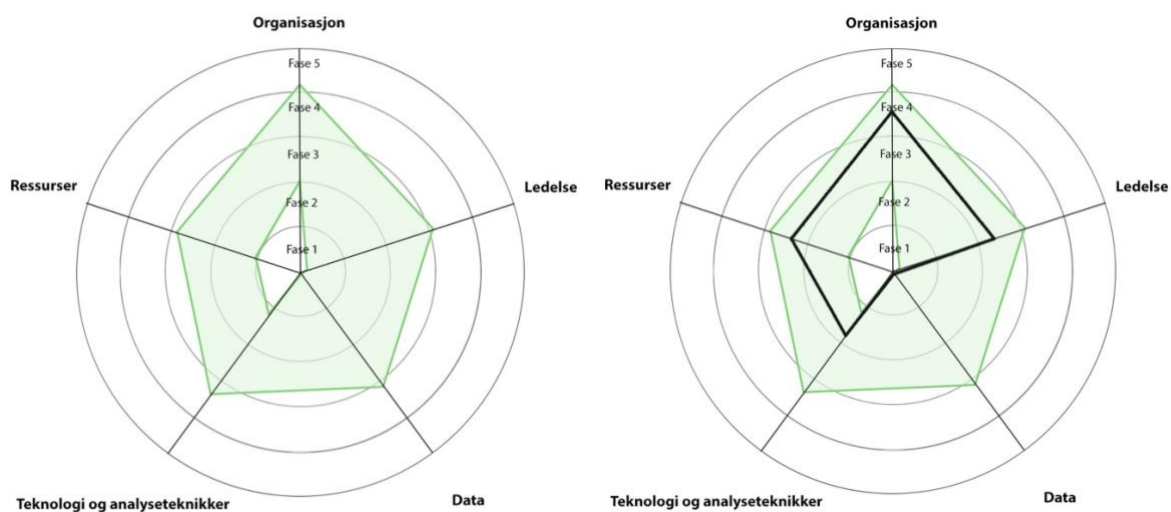 Organisasjon
Fase 5
Fase 4
Fase 3
Fase 2
Fase 1
Ressurser
Ledelse
Teknologi og analyseteknikker
Data
Organisasjon
Fase 5
Fase 4
Fase 3
Fase 2
Fase 1
Ressurser
Ledelse
Teknologi og analyseteknikker
Data